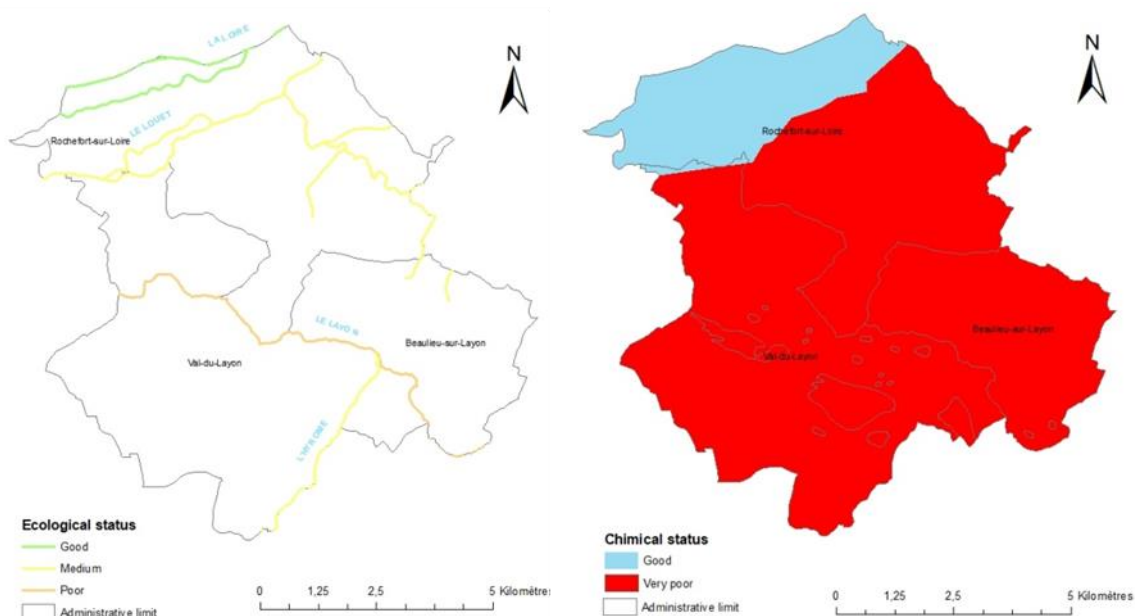 LA LOIRE
N
LE LOUET
Rochefort-sur-Loire
LE LAYON
Beaulieu-sur-Layon
Val-du-Layon
L'HYROME
Ecological status
Good
Medium
Poor
Administrative limit
0 1,25 2,5 5 Kilomètres
N
Rochefort-sur-Loire
Beaulieu-sur-Layon
Val-du-Layon
Chimical status
Good
Very poor
Administrative limit
0 1,25 2,5 5 Kilomètres